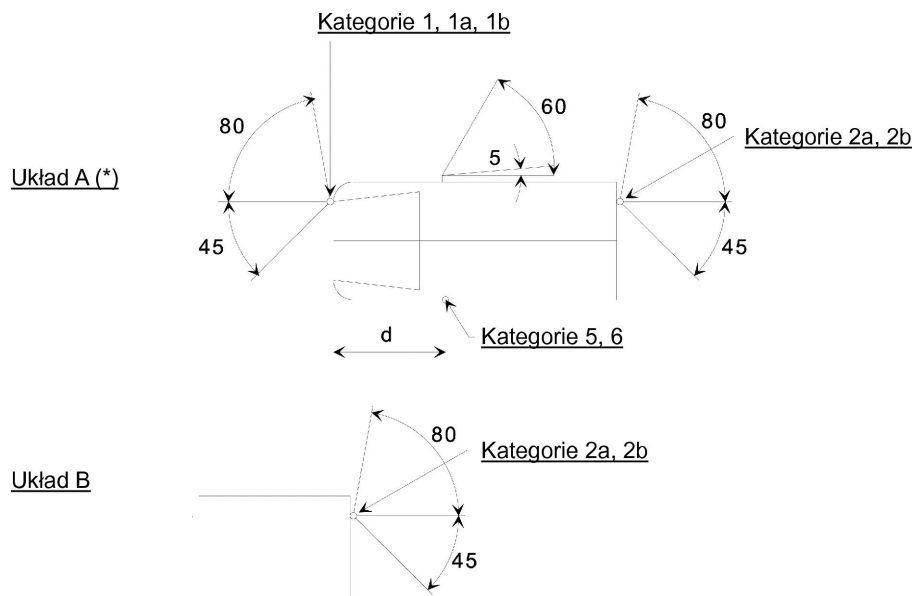 Kategorie 1, 1a, 1b
80
60
80
5
Kategorie 2a, 2b
Układ A (*)
45
45
d
Kategorie 5, 6
80
Kategorie 2a, 2b
Układ B
45